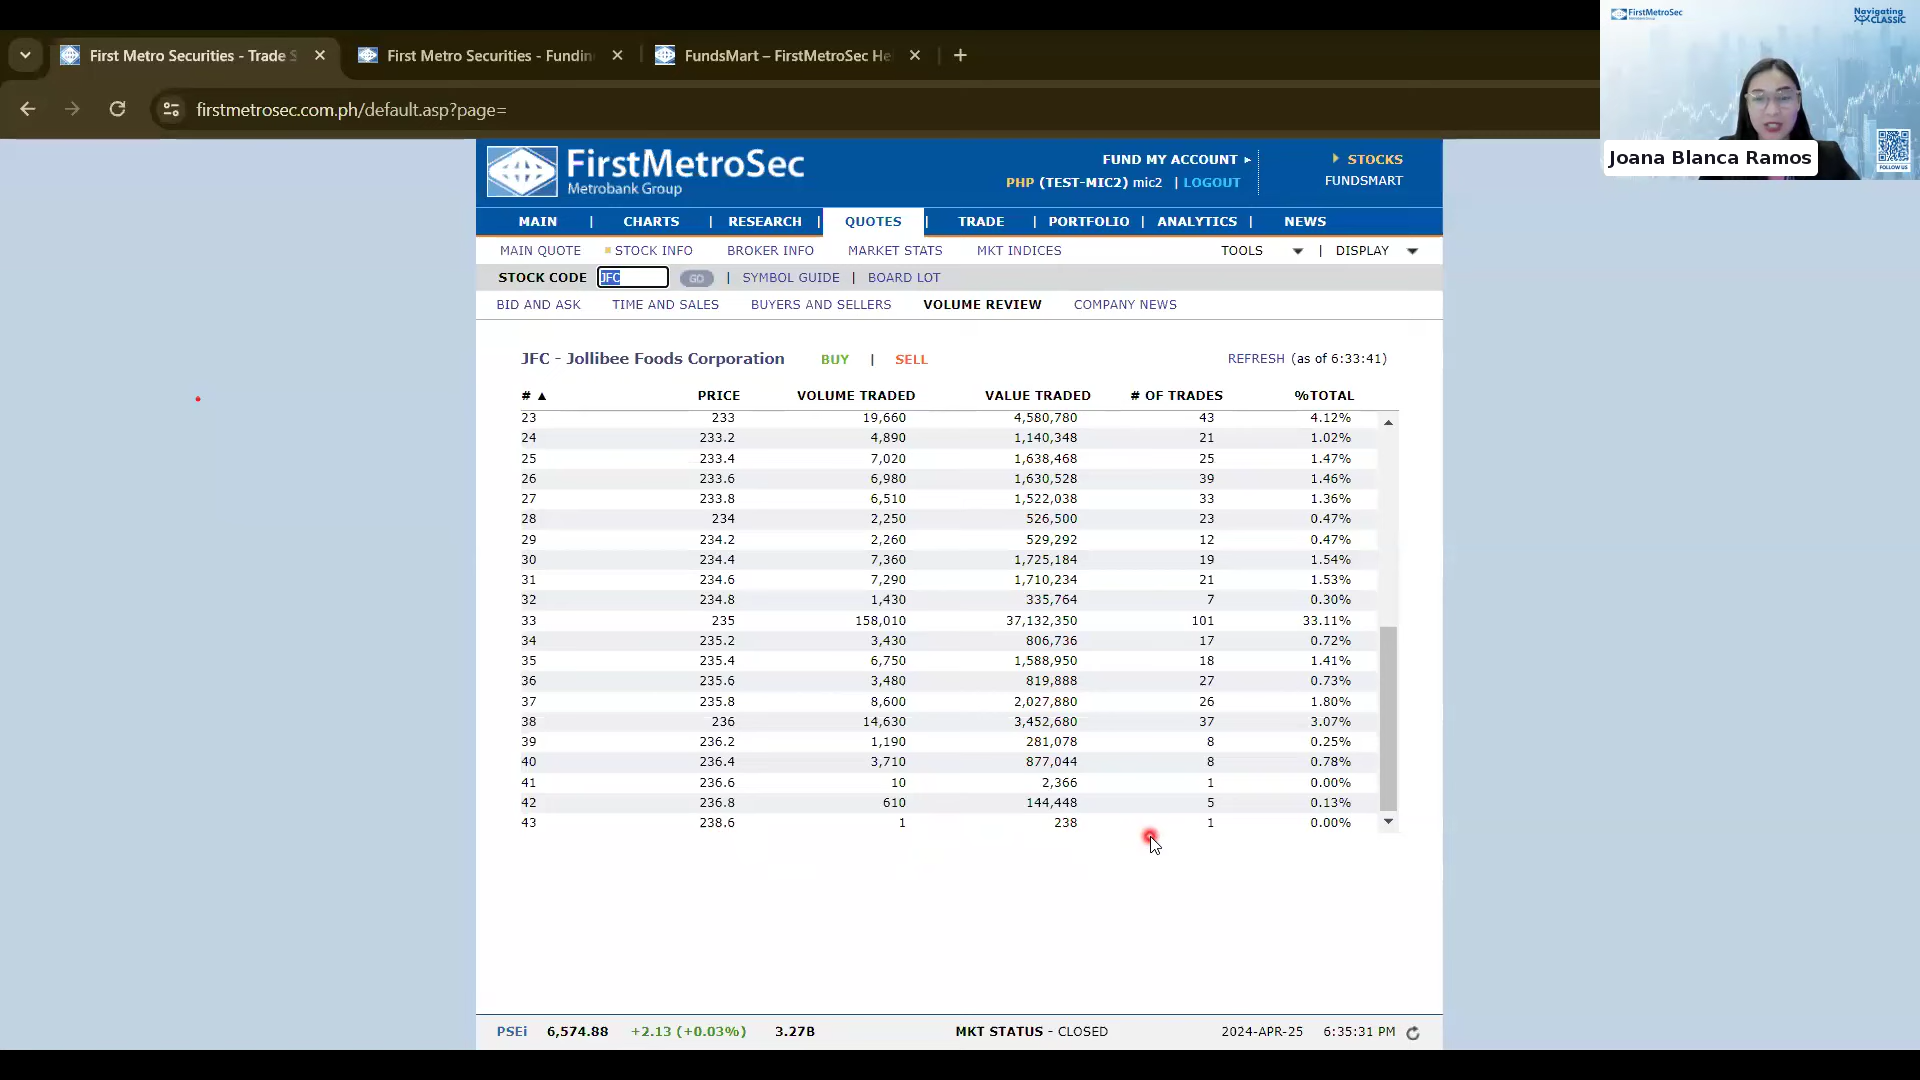 First Metro Securities - Trade S
First Metro Securities - Fundin
FundsMart – FirstMetroSec He
firstmetrosec.com.ph/default.asp?page=
FirstMetroSec
Navigating
CLASSIC
Joana Blanca Ramos
FOLLOW US
FirstMetroSec
Metrobank Group
FUND MY ACCOUNT
STOCKS
PHP (TEST-MIC2) mic2 | LOGOUT
FUNDSMART
MAIN | CHARTS | RESEARCH | QUOTES | TRADE | PORTFOLIO | ANALYTICS | NEWS
MAIN QUOTE STOCK INFO BROKER INFO MARKET STATS MKT INDICES TOOLS | DISPLAY
STOCK CODE JFC GO | SYMBOL GUIDE | BOARD LOT
BID AND ASK TIME AND SALES BUYERS AND SELLERS VOLUME REVIEW COMPANY NEWS
JFC - Jollibee Foods Corporation BUY | SELL REFRESH (as of 6:33:41)
# ▲ PRICE VOLUME TRADED VALUE TRADED # OF TRADES %TOTAL
23 233 19,660 4,580,780 43 4.12%
24 233.2 4,890 1,140,348 21 1.02%
25 233.4 7,020 1,638,468 25 1.47%
26 233.6 6,980 1,630,528 39 1.46%
27 233.8 6,510 1,522,038 33 1.36%
28 234 2,250 526,500 23 0.47%
29 234.2 2,260 529,292 12 0.47%
30 234.4 7,360 1,725,184 19 1.54%
31 234.6 7,290 1,710,234 21 1.53%
32 234.8 1,430 335,764 7 0.30%
33 235 158,010 37,132,350 101 33.11%
34 235.2 3,430 806,736 17 0.72%
35 235.4 6,750 1,588,950 18 1.41%
36 235.6 3,480 819,888 27 0.73%
37 235.8 8,600 2,027,880 26 1.80%
38 236 14,630 3,452,680 37 3.07%
39 236.2 1,190 281,078 8 0.25%
40 236.4 3,710 877,044 8 0.78%
41 236.6 10 2,366 1 0.00%
42 236.8 610 144,448 5 0.13%
43 238.6 1 238 1 0.00%
PSEi 6,574.88 +2.13 (+0.03%) 3.27B MKT STATUS - CLOSED 2024-APR-25 6:35:31 PM